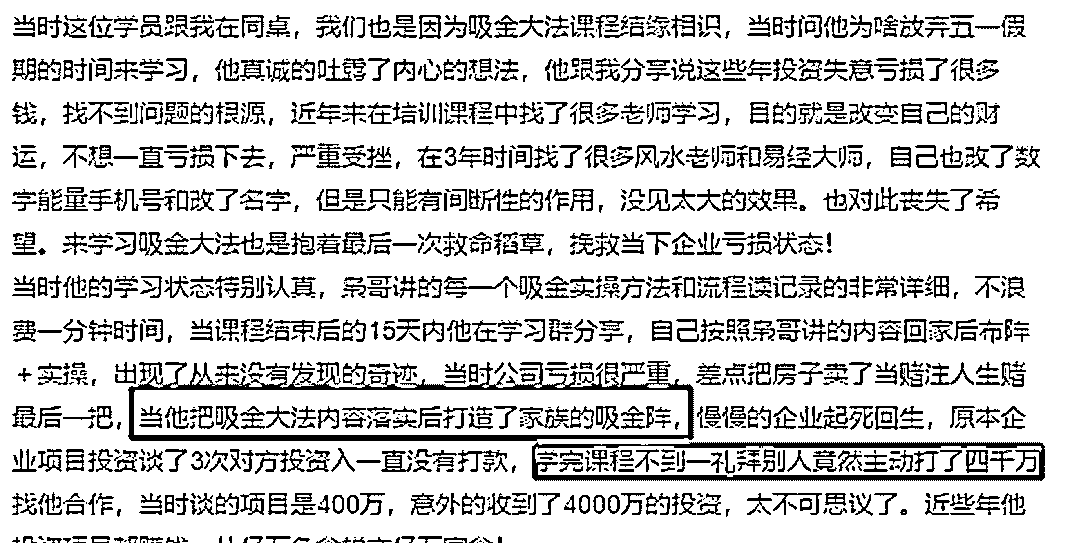 当时这位学员跟我在同桌，我们也是因为吸金大法课程结缘相识，当时问他为啥放弃五一假
期的时间来学习，他真诚的吐露了内心的想法，他跟我分享说这些年投资失意亏损了很多
钱，找不到问题的根源，近年来在培训课程中找了很多老师学习，目的就是改变自己的财
运，不想一直亏损下去，严重受挫，在3年时间找了很多风水老师和易经大师，自己也改了数
字能量手机号和改了名字，但是只能有间断性的作用，没见太大的效果。也对此丧失了希
望。来学习吸金大法也是抱着最后一次救命稻草，挽救当下企业亏损状态！
当时他的学习状态特别认真，枭哥讲的每一个吸金实操方法和流程读记录的非常详细，不浪
费一分钟时间，当课程结束后的15天内他在学习群分享，自己按照枭哥讲的内容回家后布阵
+实操，出现了从来没有发现的奇迹，当时公司亏损很严重，差点把房子卖了当赌注人生赌
最后一把，当他把吸金大法内容落实后打造了家族的吸金阵，慢慢的企业起死回生，原本企
业项目投资谈了3次对方投资入一直没有打款，学完课程不到一礼拜别人竟然主动打了四千万
找他合作，当时谈的项目是400万，意外的收到了4000万的投资，太不可思议了。近些年他